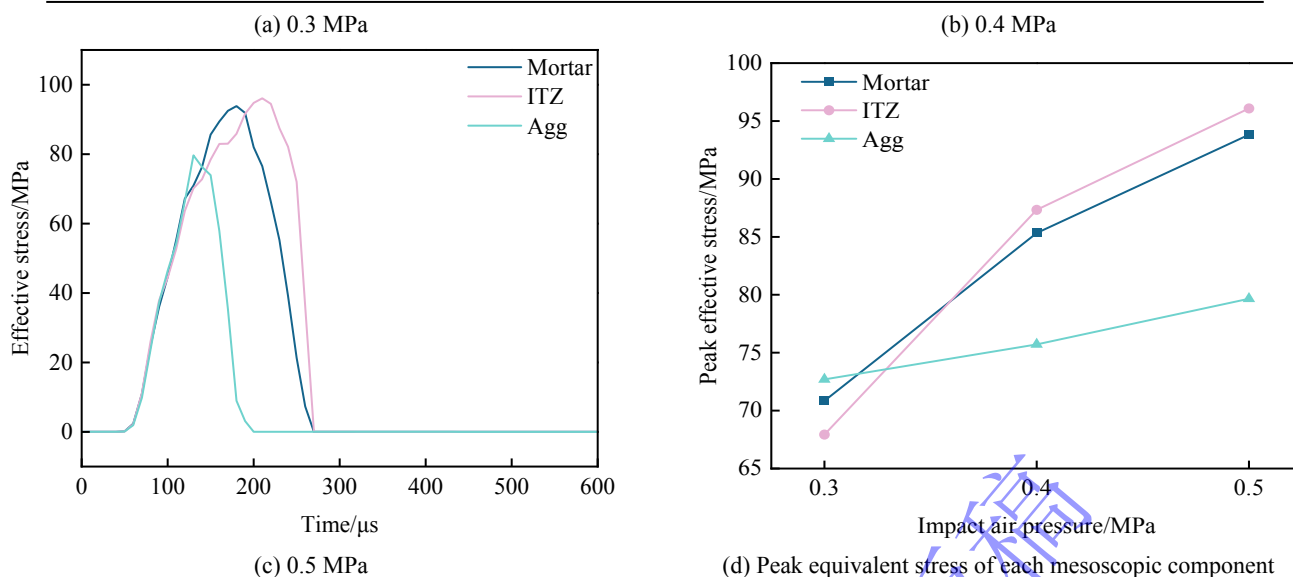 (a) 0.3 MPa
(b) 0.4 MPa
100
80
60
40
20
0
Effective stress/MPa
Mortar
ITZ
Agg
0
100
200
300
400
500
600
Time/μs
(c) 0.5 MPa
100
95
90
85
80
75
70
65
Peak effective stress/MPa
Mortar
ITZ
Agg
0.3
0.4
0.5
Impact air pressure/MPa
(d) Peak equivalent stress of each mesoscopic component
稿